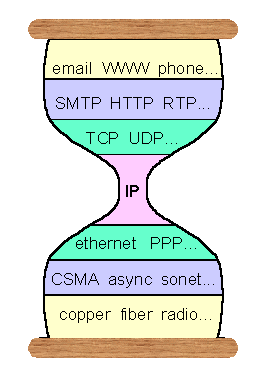 email WWW phone...
SMTP HTTP RTP...
TCP UDP...
IP
ethernet PPP...
CSMA async sonet...
copper fiber radio...